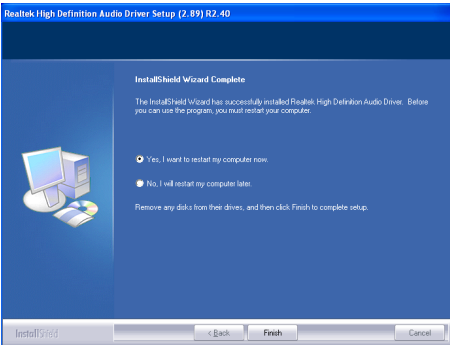 Realtek High Definition Audio Driver Setup (2.89) R2.40
InstallShield Wizard Complete
The InstallShield Wizard has successfully installed Realtek High Definition Audio Driver. Before
you can use the program, you must restart your computer.
Yes, I want to restart my computer now.
No, I will restart my computer later.
Remove any disks from their drives, and then click Finish to complete setup.
InstallShield
< Back
Finish
Cancel